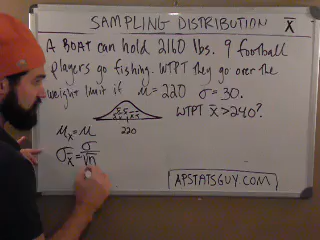 SAMPLING DISTRIBUTION x̄
A BOAT can hold 2160 lbs. 9 football
players go fishing. WTPT they go over the
weight limit if μ=220 σ=30.
WTPT x̄>240?
220
μx̄=μ
σx̄=σ/√n
APSTATSGUY.COM